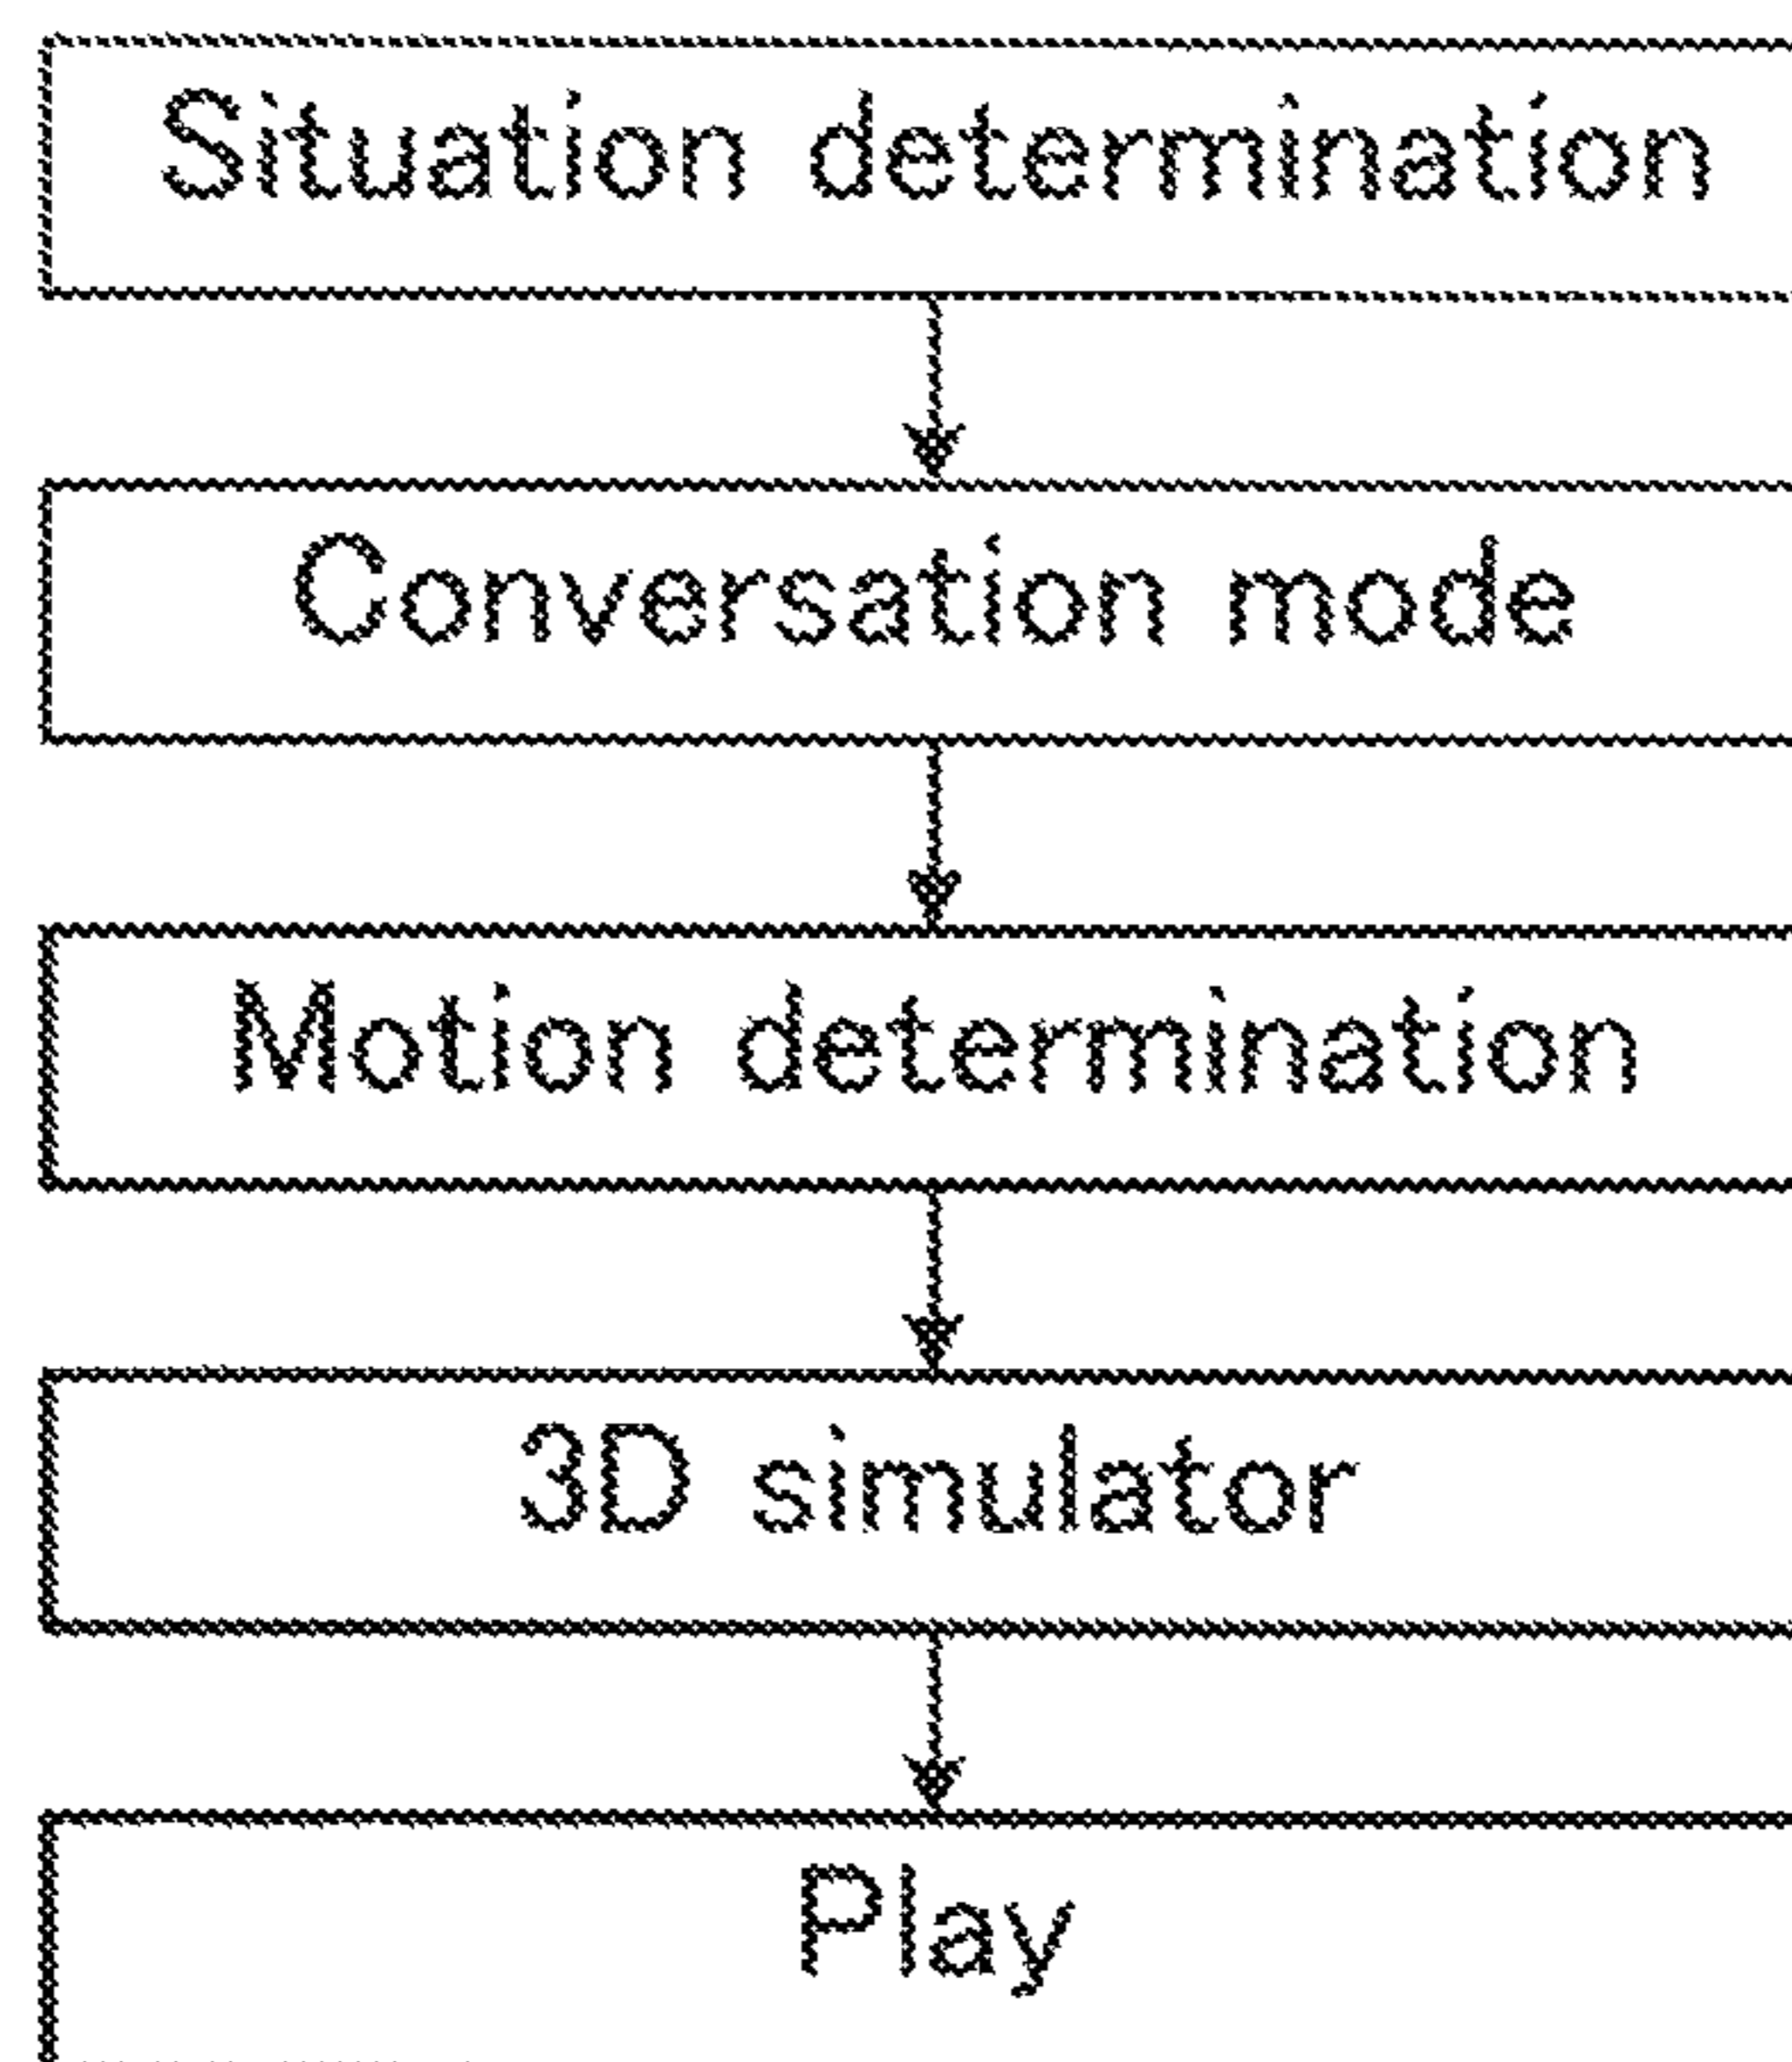 Situation determination
Conversation mode
Motion determination
3D simulator
Play